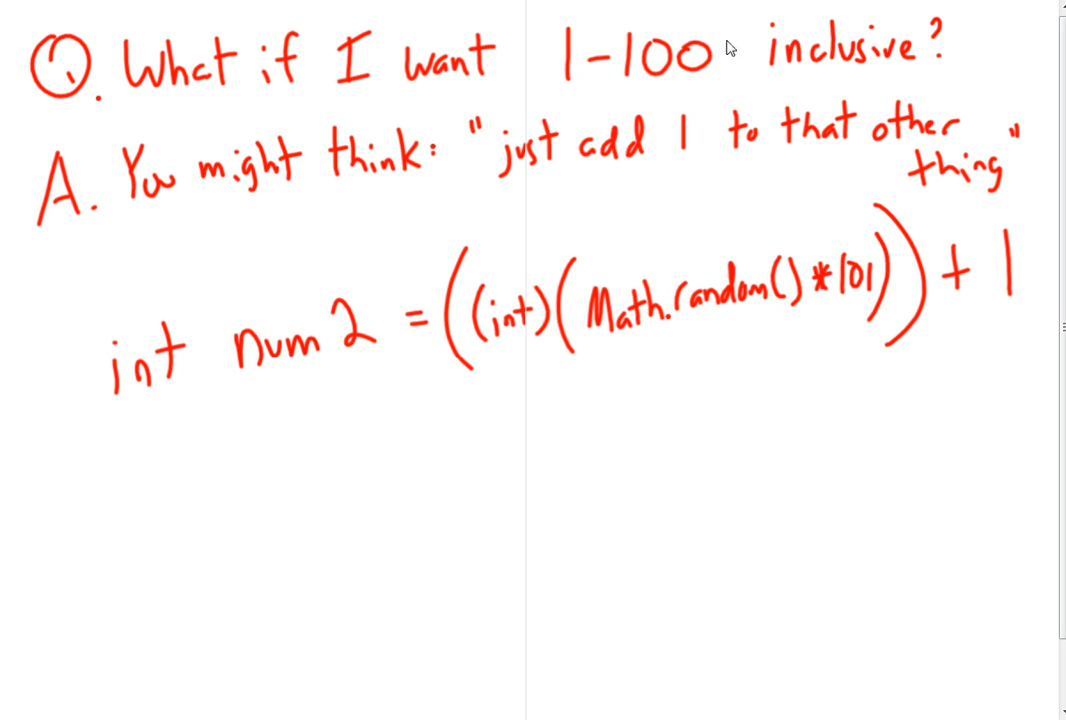 Q. What if I want 1-100 inclusive?
A. You might think: "just add 1 to that other thing"
int num2 = ((int)(Math.random()*101))+1